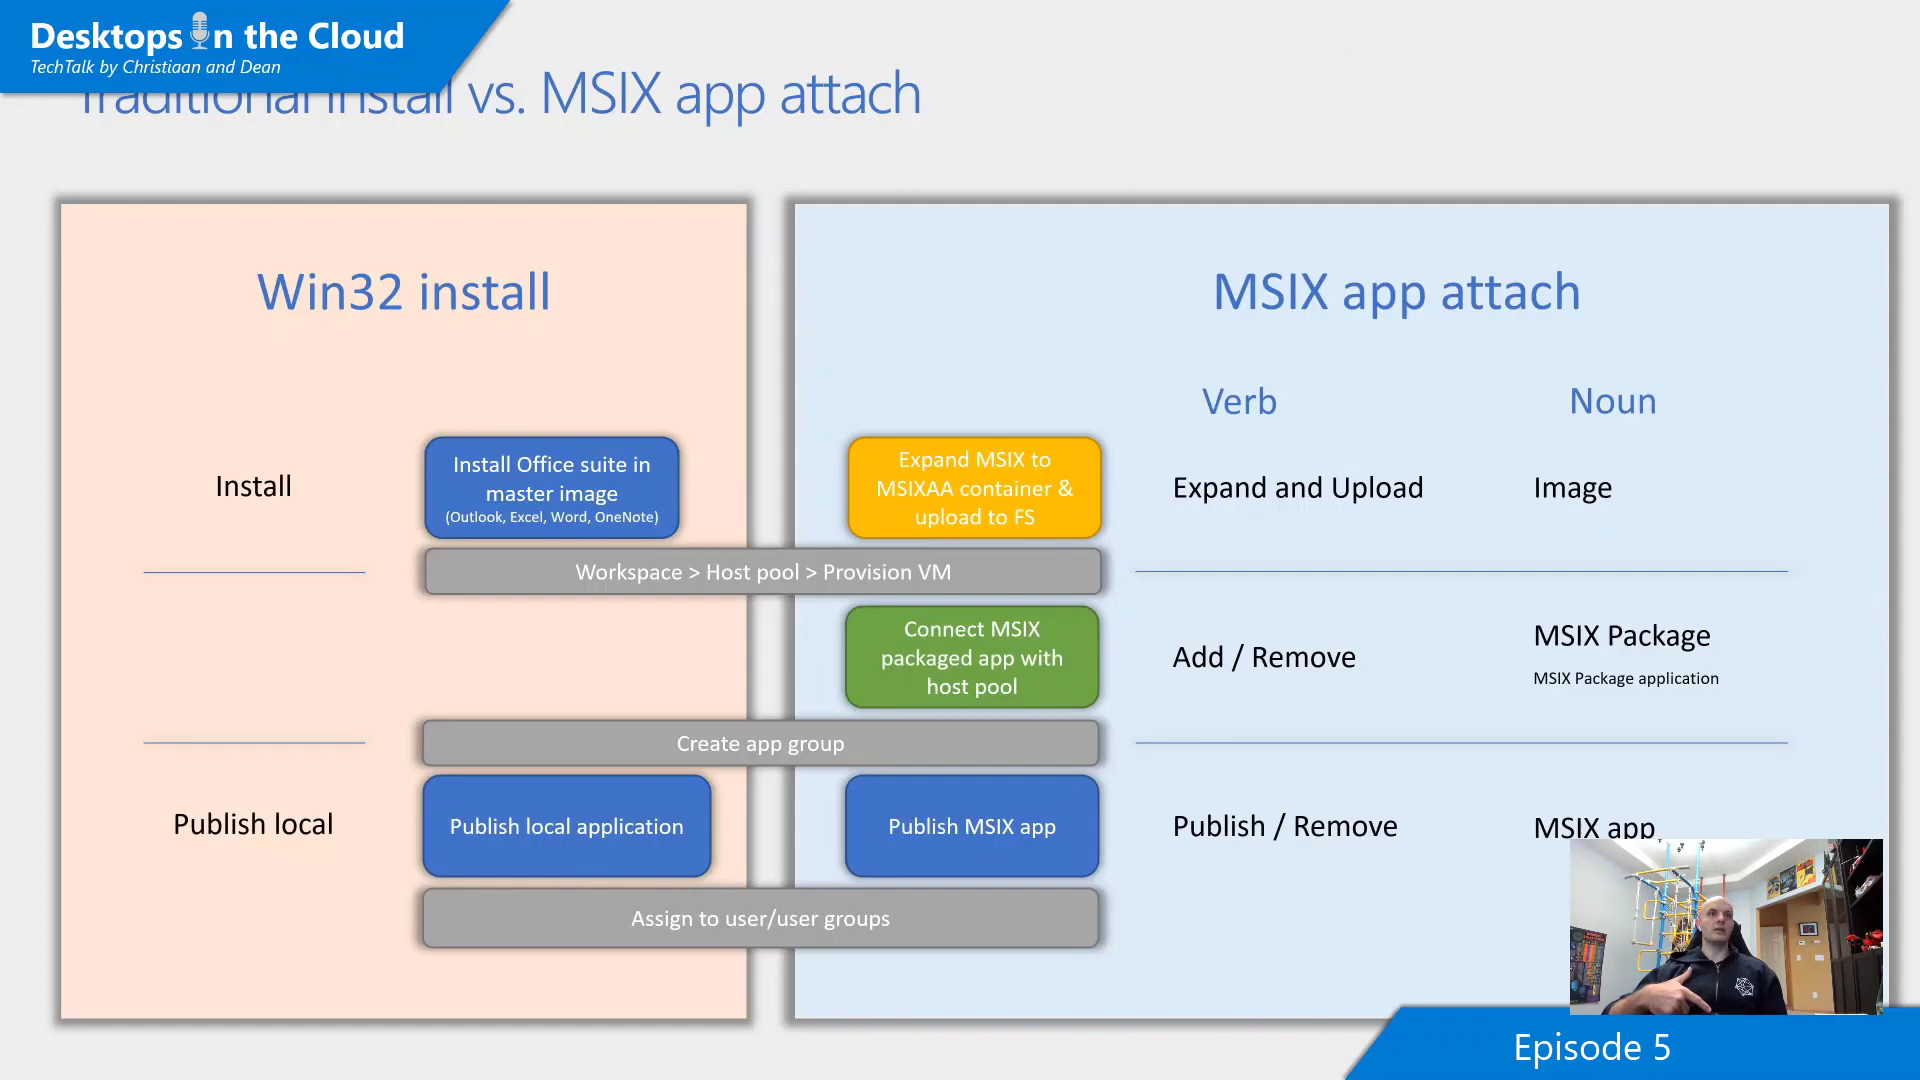 Desktops in the Cloud
TechTalk by Christiaan and Dean
Traditional install vs. MSIX app attach
Win32 install
MSIX app attach
Verb
Noun
Install
Install Office suite in
master image
(Outlook, Excel, Word, OneNote)
Expand MSIX to
MSIXAA container &
upload to FS
Expand and Upload
Image
Workspace > Host pool > Provision VM
Connect MSIX
packaged app with
host pool
Add / Remove
MSIX Package
MSIX Package application
Create app group
Publish local
Publish local application
Publish MSIX app
Publish / Remove
MSIX app
Assign to user/user groups
Episode 5